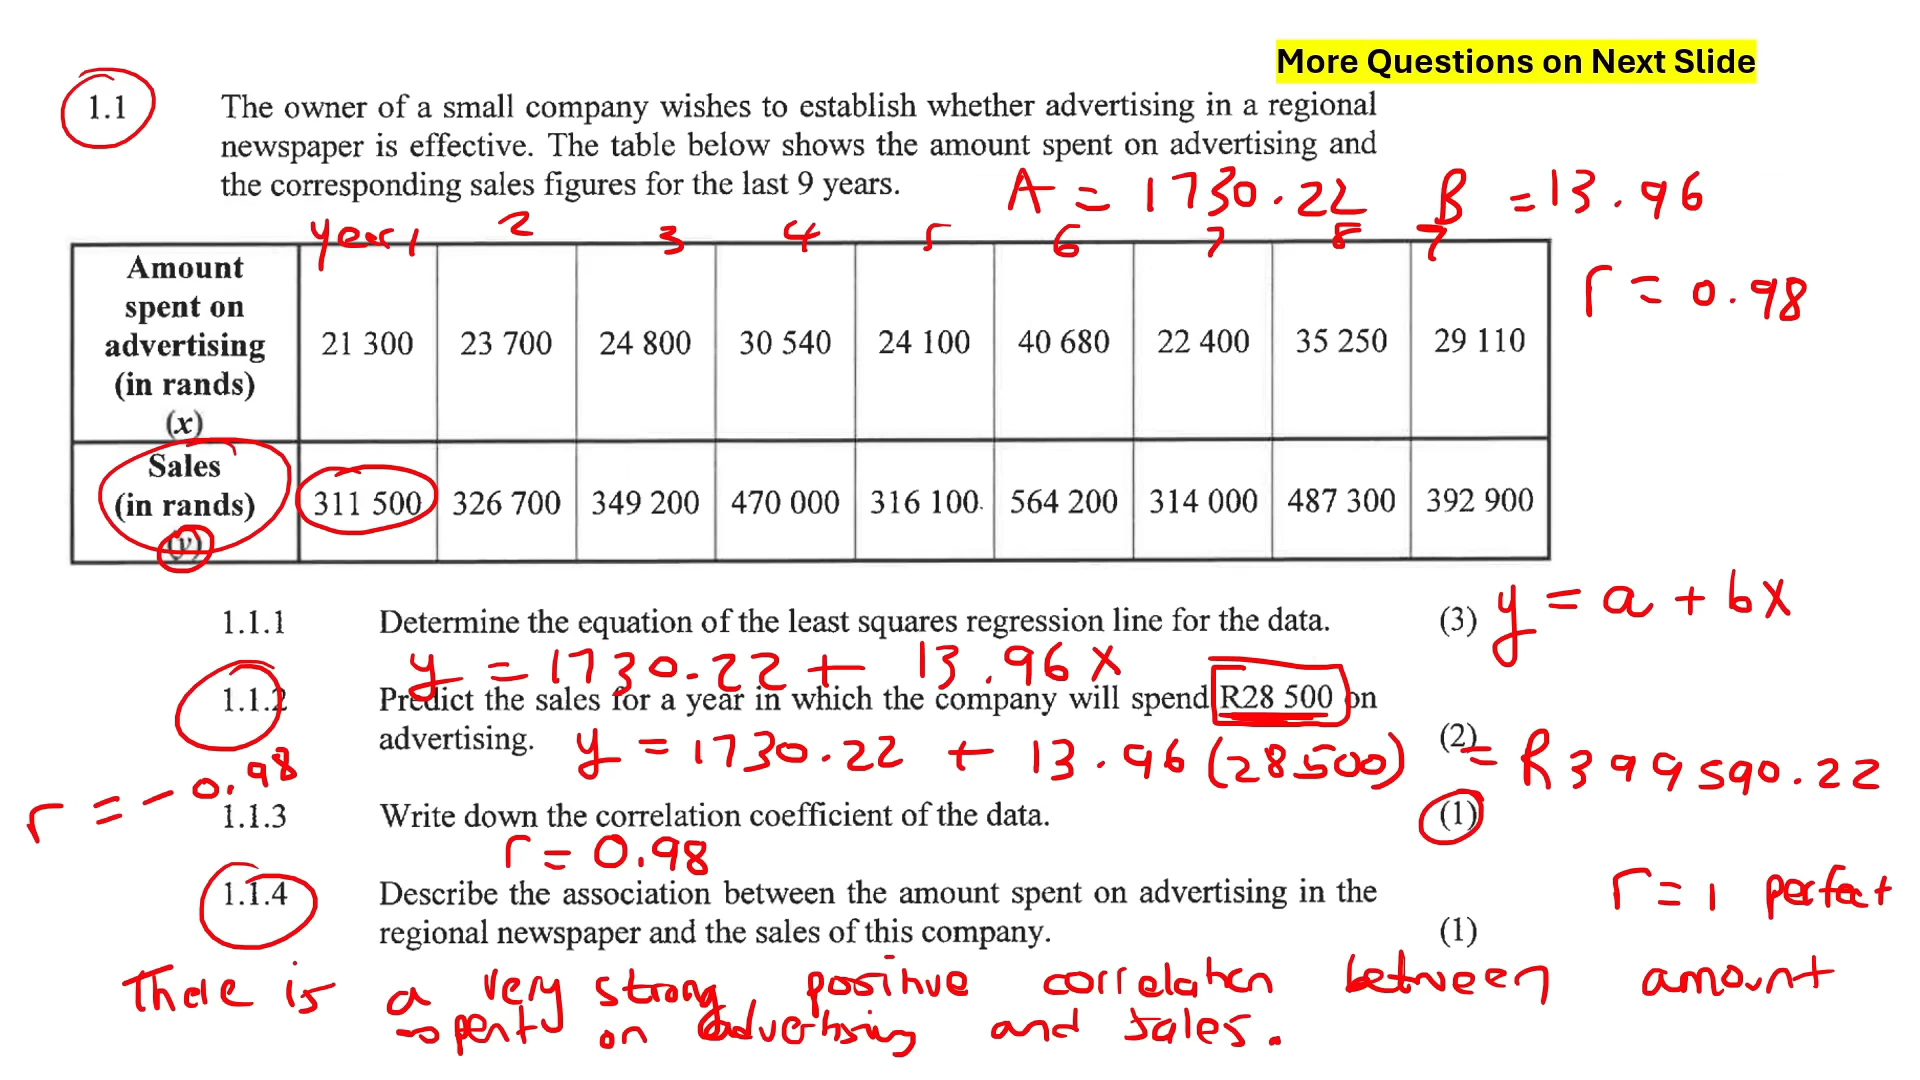 More Questions on Next Slide
1.1 The owner of a small company wishes to establish whether advertising in a regional
newspaper is effective. The table below shows the amount spent on advertising and
the corresponding sales figures for the last 9 years.
A = 1730.22 B = 13.96
year 1 2 3 4 5 6 7 8 7
r = 0.98
Amount
spent on
advertising
(in rands)
(x)
21 300 23 700 24 800 30 540 24 100 40 680 22 400 35 250 29 110
Sales
(in rands)
(y)
311 500 326 700 349 200 470 000 316 100 564 200 314 000 487 300 392 900
1.1.1 Determine the equation of the least squares regression line for the data. (3)
y = a + bx
y = 1730.22 + 13.96 x
1.1.2 Predict the sales for a year in which the company will spend R28 500 on
advertising. (2)
y = 1730.22 + 13.96 (28500) = R399590.22
r = -0.98
1.1.3 Write down the correlation coefficient of the data. (1)
r = 0.98
1.1.4 Describe the association between the amount spent on advertising in the
regional newspaper and the sales of this company. (1)
r = 1 perfect
There is a very strong positive correlation between amount
spent on advertising and sales.